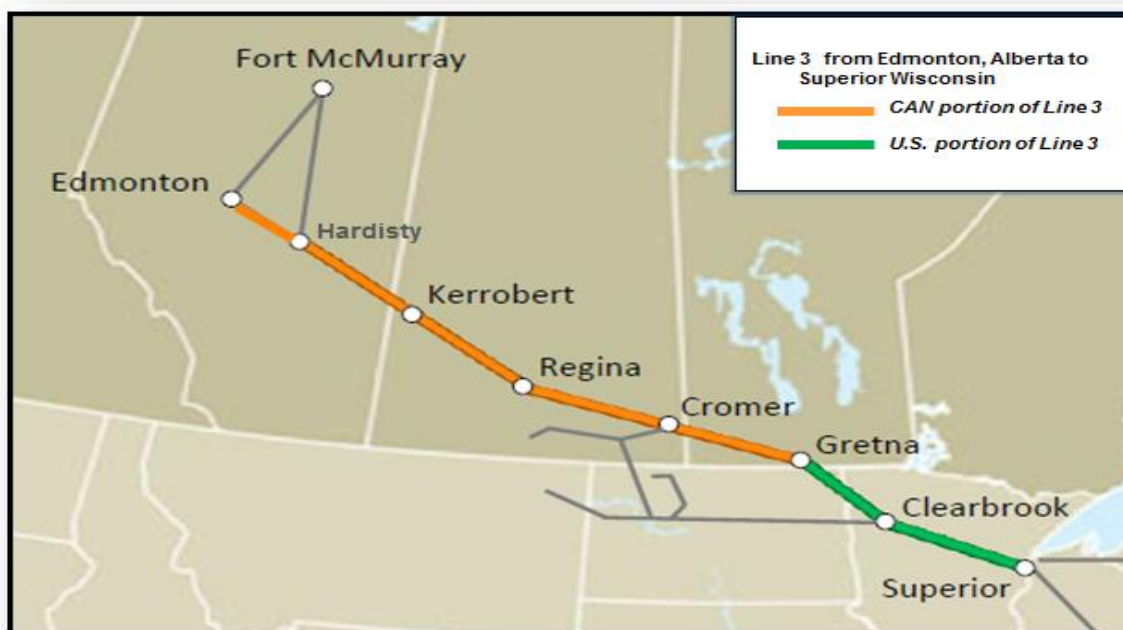 Line 3 from Edmonton, Alberta to
Superior Wisconsin
CAN portion of Line 3
U.S. portion of Line 3
Fort McMurray
Edmonton
Hardisty
Kerrobert
Regina
Cromer
Gretna
Clearbrook
Superior